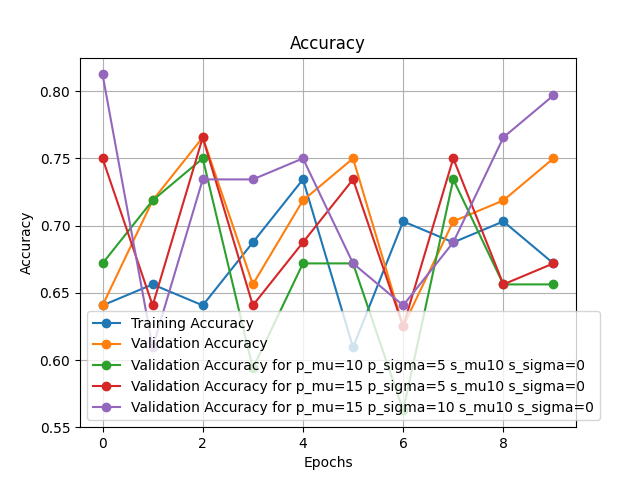 Accuracy
0.80
0.75
0.70
0.65
0.60
0.55
Accuracy
Training Accuracy
Validation Accuracy
Validation Accuracy for p_mu=10 p_sigma=5 s_mu10 s_sigma=0
Validation Accuracy for p_mu=15 p_sigma=5 s_mu10 s_sigma=0
Validation Accuracy for p_mu=15 p_sigma=10 s_mu10 s_sigma=0
0 2 4 6 8
Epochs